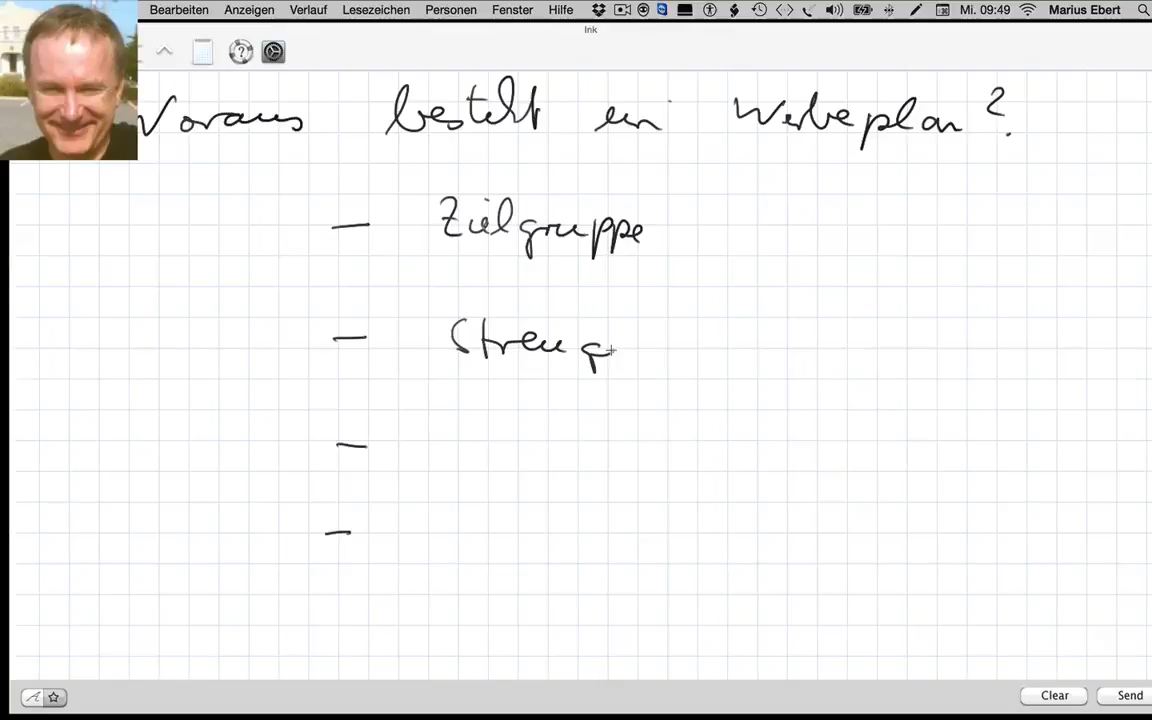 Bearbeiten Anzeigen Verlauf Lesezeichen Personen Fenster Hilfe Mi. 09:49 Marius Ebert
Ink
Woraus besteht ein Werbeplan?
— Zielgruppe
— Streug
—
—
Clear Send